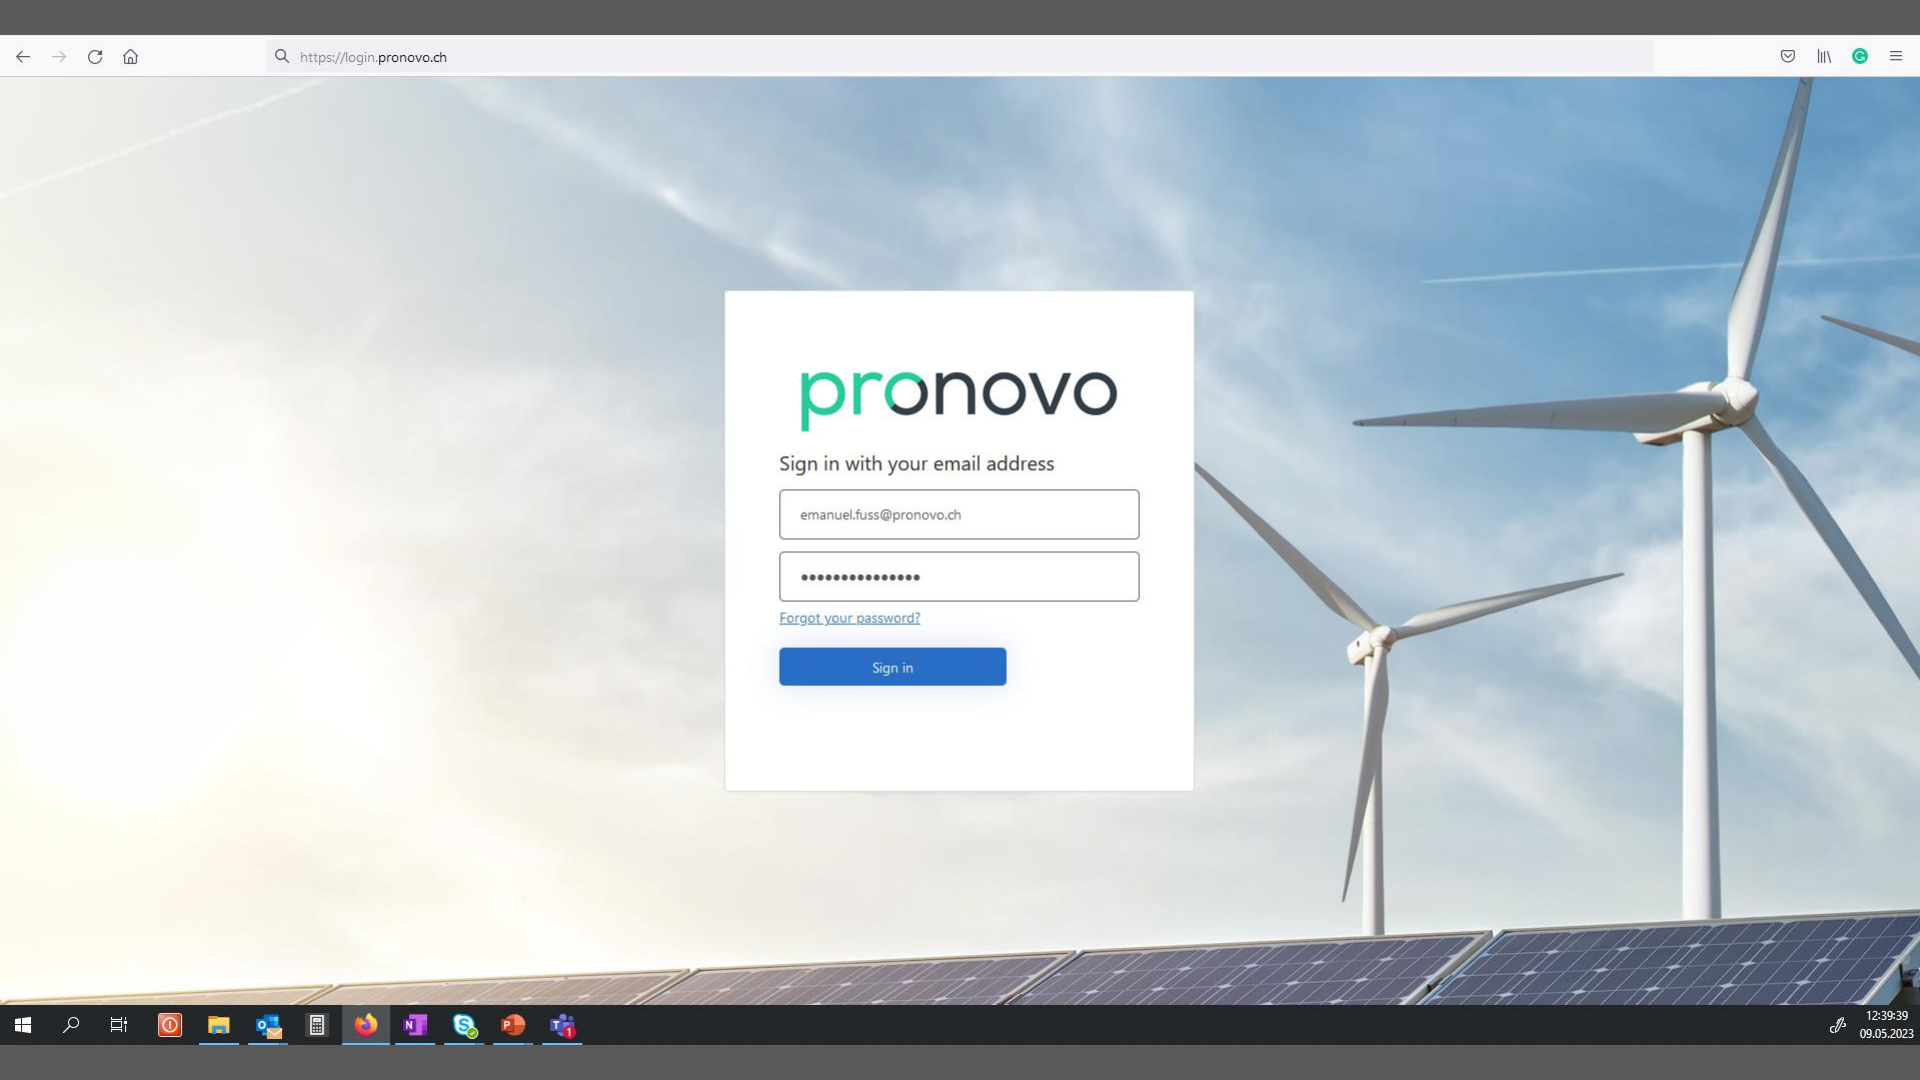 https://login.pronovo.ch
pronovo
Sign in with your email address
emanuel.fuss@pronovo.ch
•••••••••••••••
Forgot your password?
Sign in
12:39:39
09.05.2023